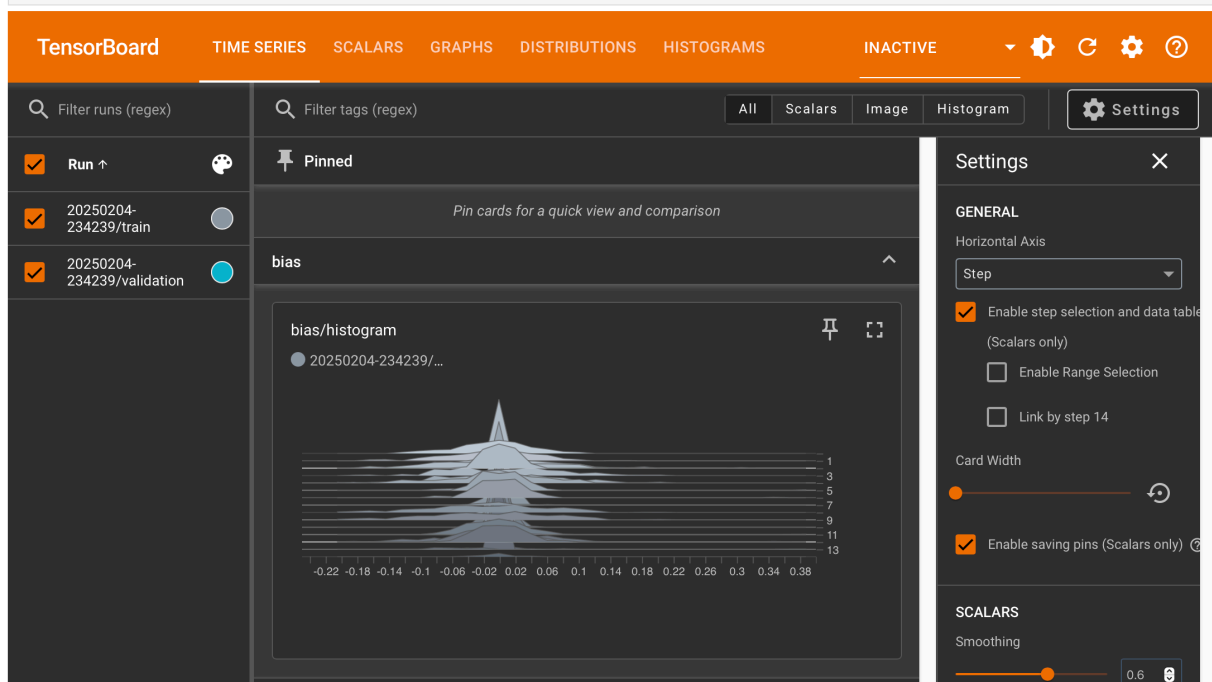 TensorBoard
TIME SERIES SCALARS GRAPHS DISTRIBUTIONS HISTOGRAMS
INACTIVE
Filter runs (regex)
Filter tags (regex)
All Scalars Image Histogram
Settings
Run
20250204-
234239/train
20250204-
234239/validation
Pinned
Pin cards for a quick view and comparison
bias
bias/histogram
20250204-234239/…
1
3
5
7
9
11
13
-0.22 -0.18 -0.14 -0.1 -0.06 -0.02 0.02 0.06 0.1 0.14 0.18 0.22 0.26 0.3 0.34 0.38
Settings
GENERAL
Horizontal Axis
Step
Enable step selection and data table
(Scalars only)
Enable Range Selection
Link by step 14
Card Width
Enable saving pins (Scalars only)
SCALARS
Smoothing
0.6